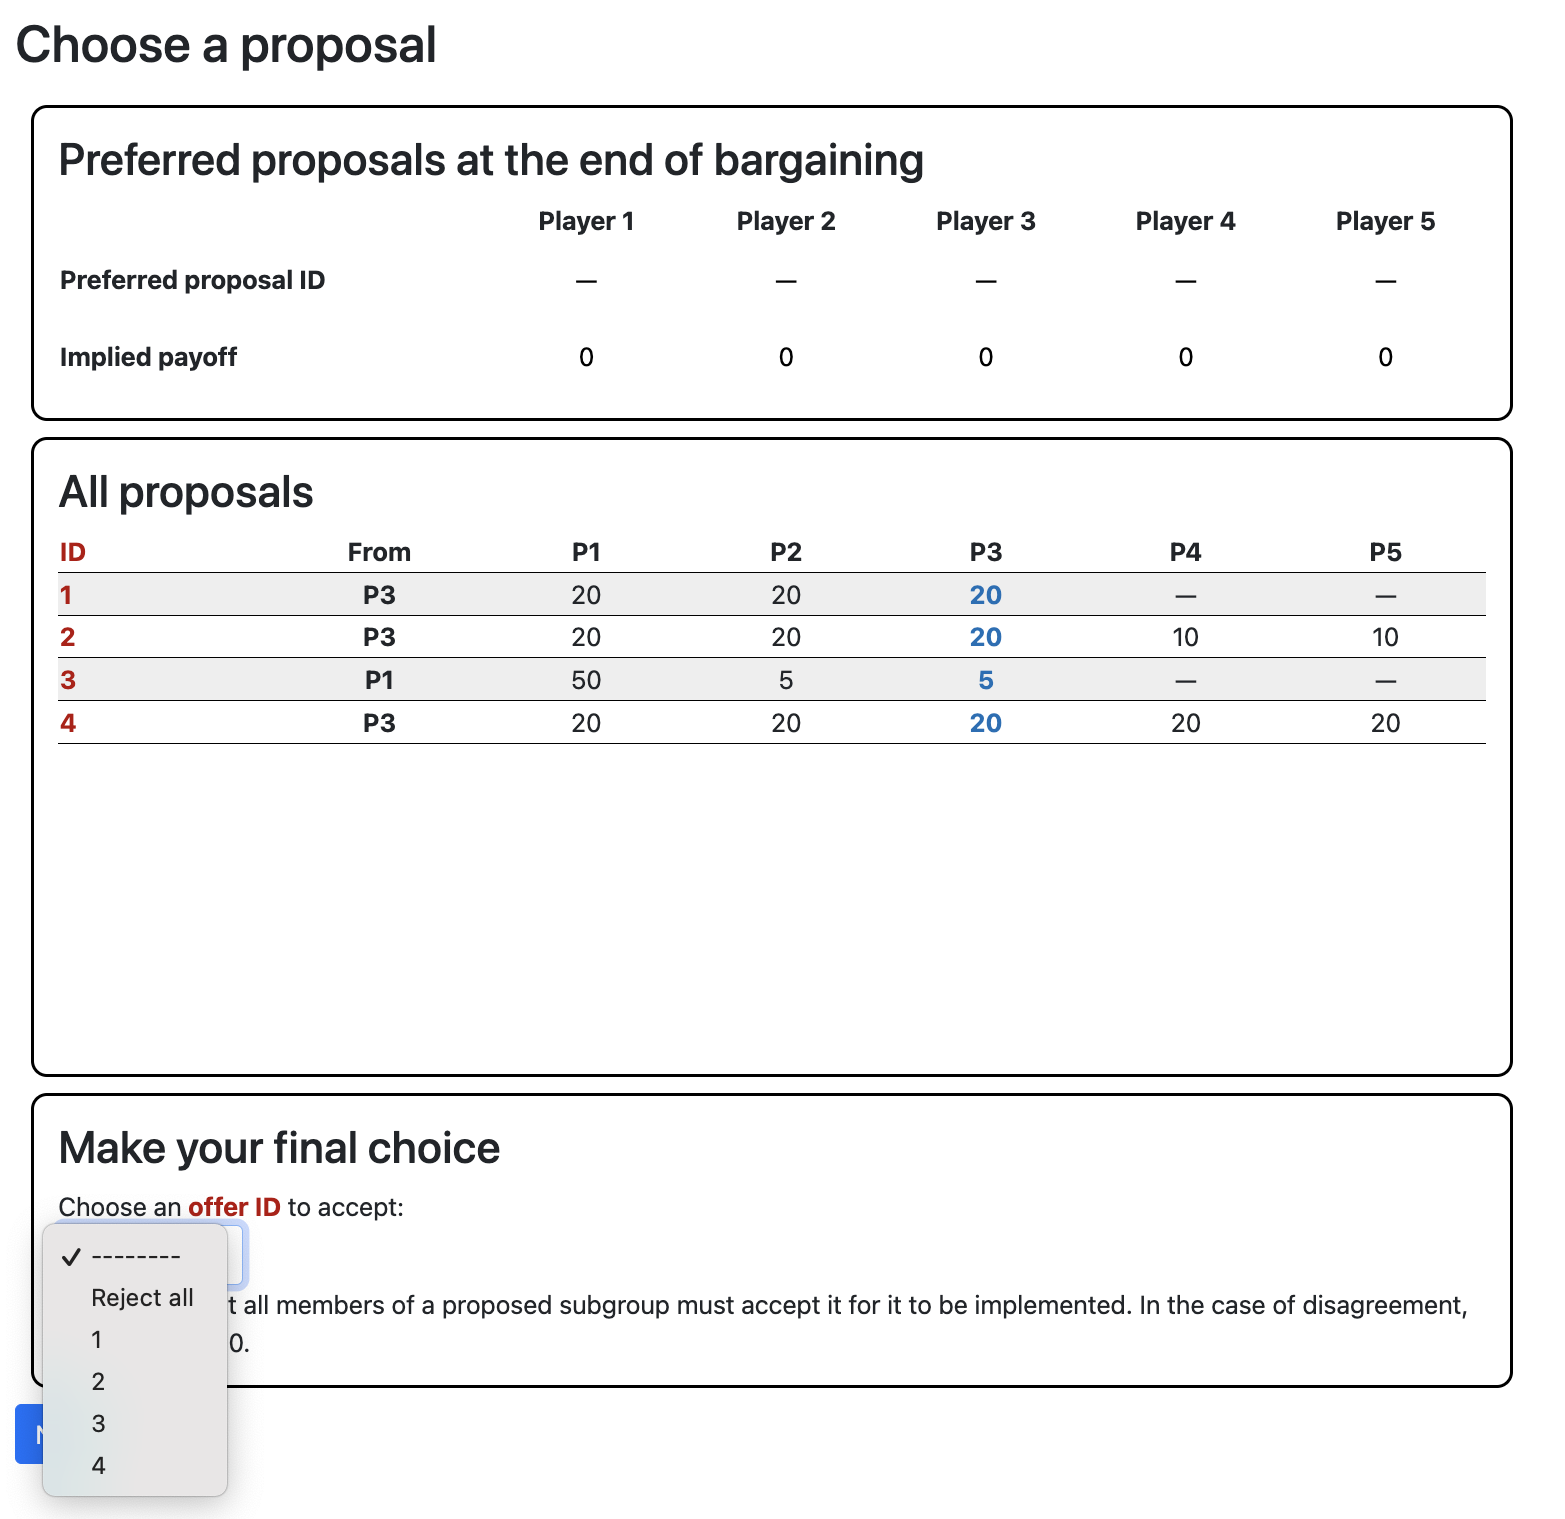 Choose a proposal
Preferred proposals at the end of bargaining
Player 1 Player 2 Player 3 Player 4 Player 5
Preferred proposal ID — — — — —
Implied payoff 0 0 0 0 0
All proposals
ID From P1 P2 P3 P4 P5
1 P3 20 20 20 — —
2 P3 20 20 20 10 10
3 P1 50 5 5 — —
4 P3 20 20 20 20 20
Make your final choice
Choose an offer ID to accept:
✓ --------
Reject all
all members of a proposed subgroup must accept it for it to be implemented. In the case of disagreement,
1
0.
2
3
4